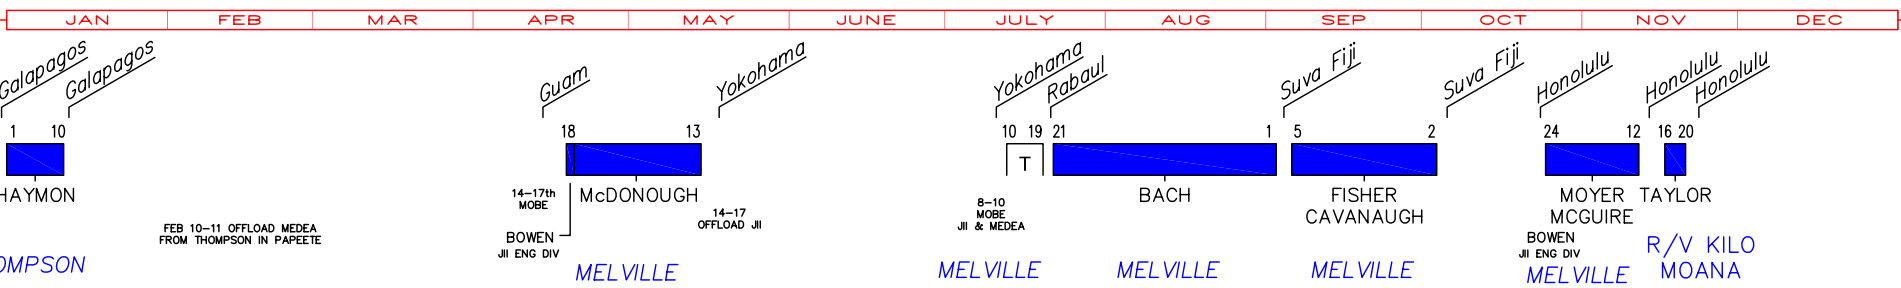 JAN FEB MAR APR MAY JUNE JULY AUG SEP OCT NOV DEC
Galapagos Galapagos Guam Yokohama Yokohama Rabaul Suva Fiji Suva Fiji Honolulu Honolulu Honolulu
1 10 18 13 10 19 21 1 5 2 24 12 16 20
T
HAYMON McDONOUGH BACH FISHER MOYER TAYLOR
CAVANAUGH MCGUIRE
14-17th
MOBE
14-17
OFFLOAD JII
8-10
MOBE
JII & MEDEA
FEB 10-11 OFFLOAD MEDEA
FROM THOMPSON IN PAPEETE
BOWEN
JII ENG DIV
BOWEN
JII ENG DIV
R/V KILO
MOANA
OMPSON MELVILLE MELVILLE MELVILLE MELVILLE MELVILLE